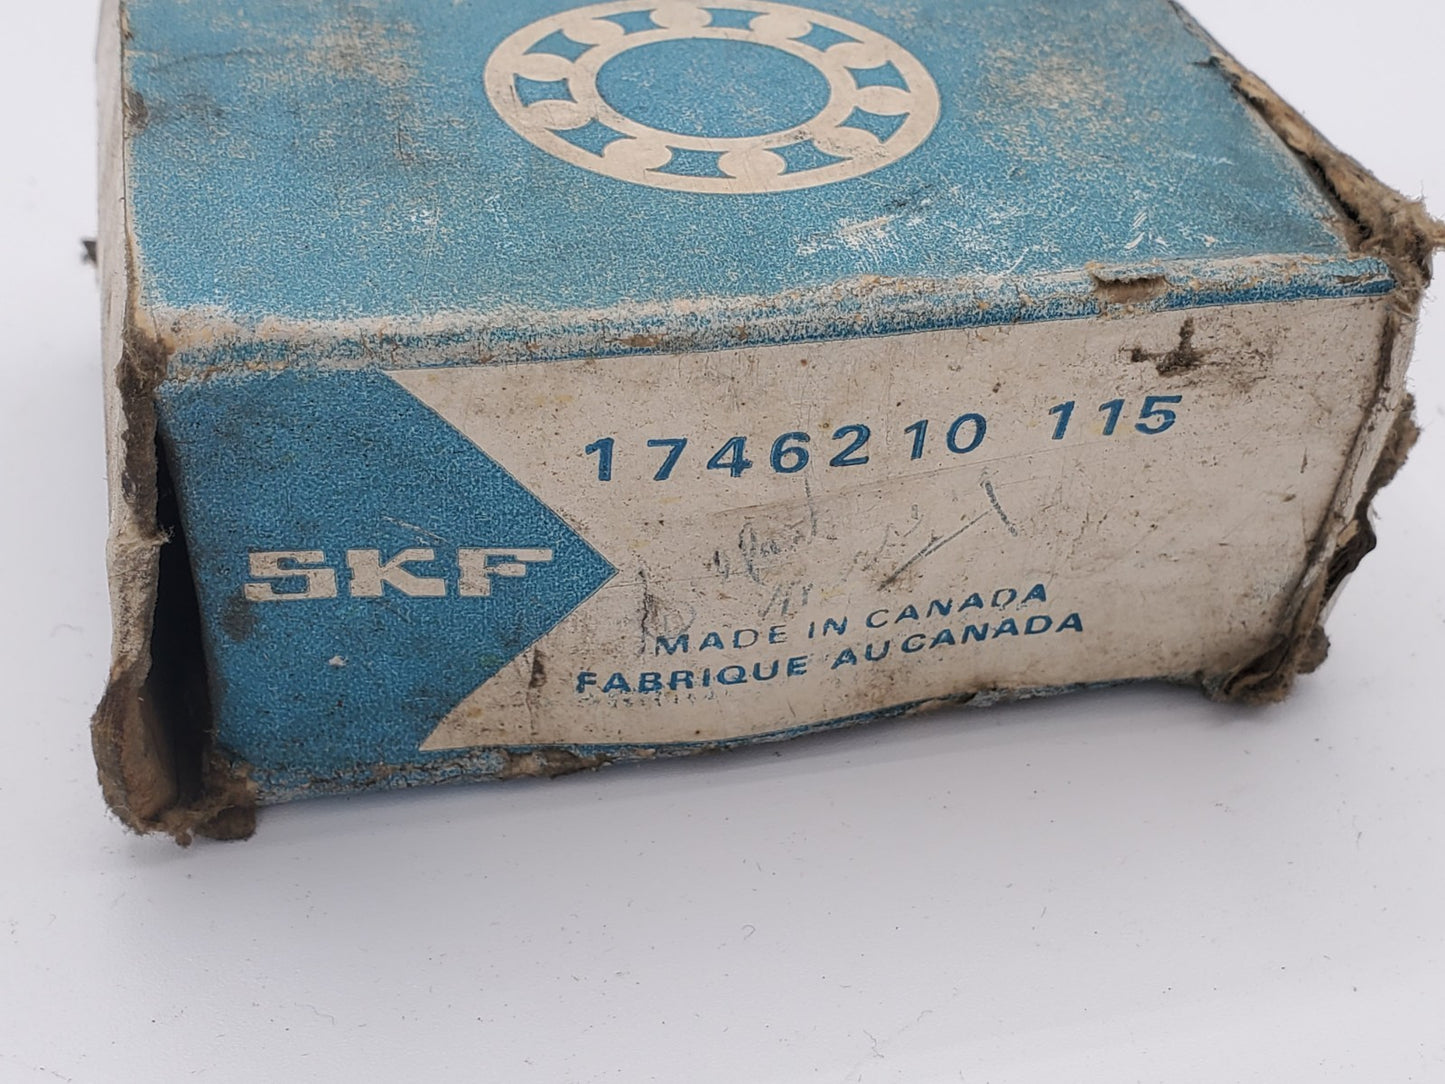 1746210 115
SKF
MADE IN CANADA
FABRIQUE AU CANADA